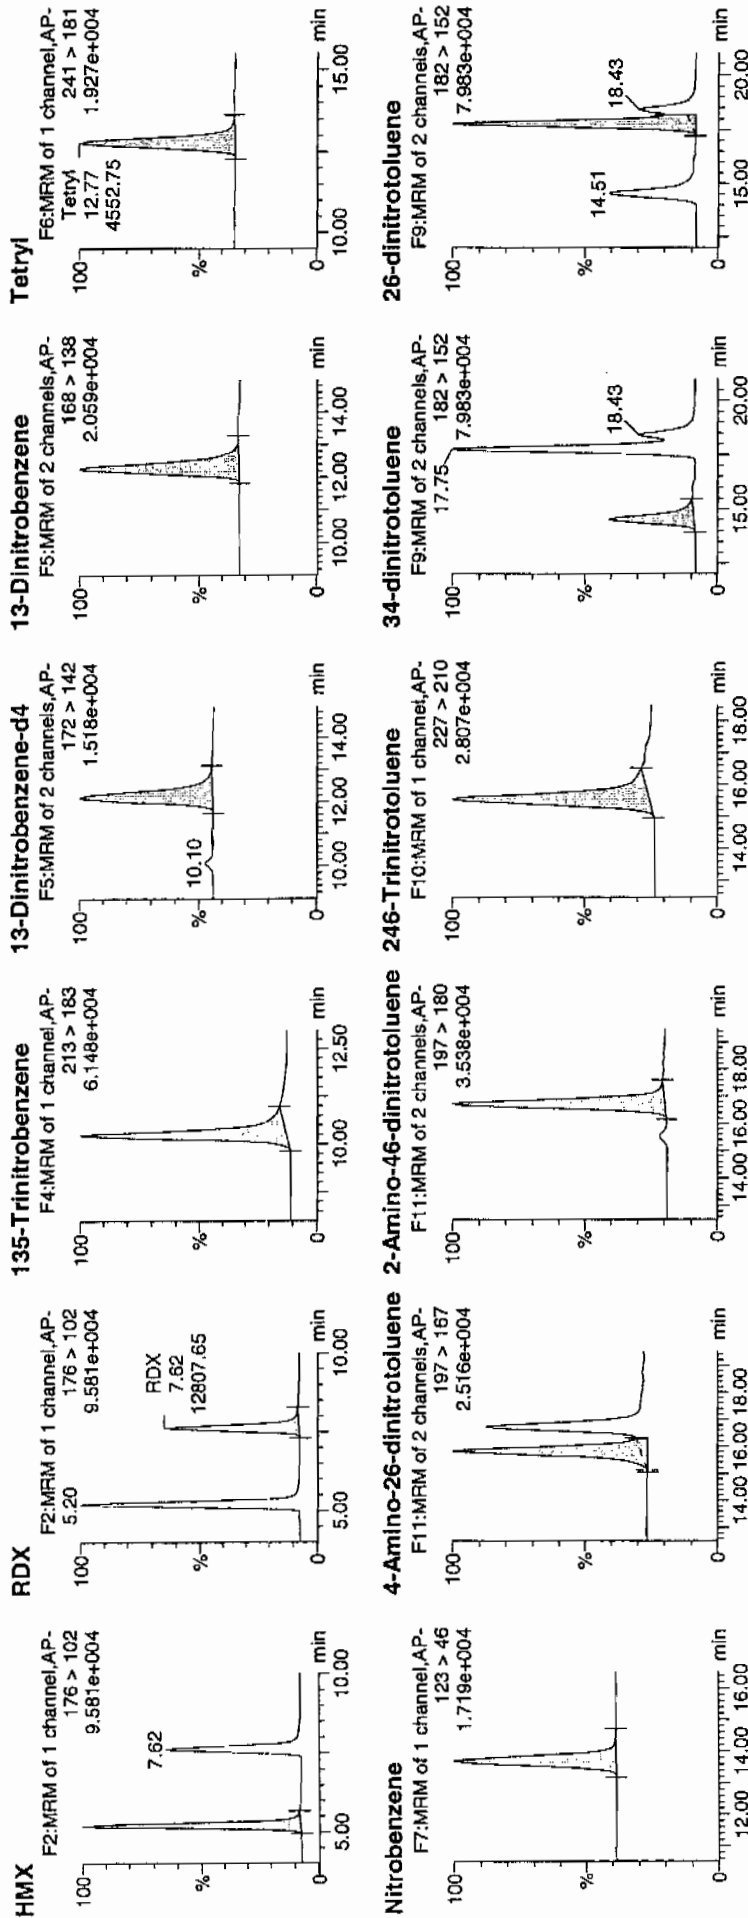 HMX
F2:MRM of 1 channel,AP-
176 > 102
9.581e+004
100
%
0
7.62
5.00
10.00
min
RDX
F2:MRM of 1 channel,AP-
176 > 102
9.581e+004
100
%
0
5.20
RDX
7.62
12807.65
5.00
10.00
min
135-Trinitrobenzene
F4:MRM of 1 channel,AP-
213 > 183
6.148e+004
100
%
0
10.00
12.50
min
13-Dinitrobenzene-d4
F5:MRM of 2 channels,AP-
172 > 142
1.518e+004
100
%
0
10.10
10.00
12.00
14.00
min
13-Dinitrobenzene
F5:MRM of 2 channels,AP-
168 > 138
2.059e+004
100
%
0
10.00
12.00
14.00
min
Tetryl
F6:MRM of 1 channel,AP-
241 > 181
1.927e+004
100
%
0
Tetryl
12.77
4552.75
10.00
15.00
min
Nitrobenzene
F7:MRM of 1 channel,AP-
123 > 46
1.719e+004
100
%
0
12.00
14.00
16.00
min
4-Amino-26-dinitrotoluene
F11:MRM of 2 channels,AP-
197 > 167
2.516e+004
100
%
0
14.00
16.00
18.00
min
2-Amino-46-dinitrotoluene
F11:MRM of 2 channels,AP-
197 > 180
3.538e+004
100
%
0
14.00
16.00
18.00
min
246-Trinitrotoluene
F10:MRM of 1 channel,AP-
227 > 210
2.807e+004
100
%
0
14.00
16.00
18.00
min
34-dinitrotoluene
F9:MRM of 2 channels,AP-
182 > 152
7.983e+004
100
%
0
17.75
18.43
15.00
20.00
min
26-dinitrotoluene
F9:MRM of 2 channels,AP-
182 > 152
7.983e+004
100
%
0
14.51
18.43
15.00
20.00
min